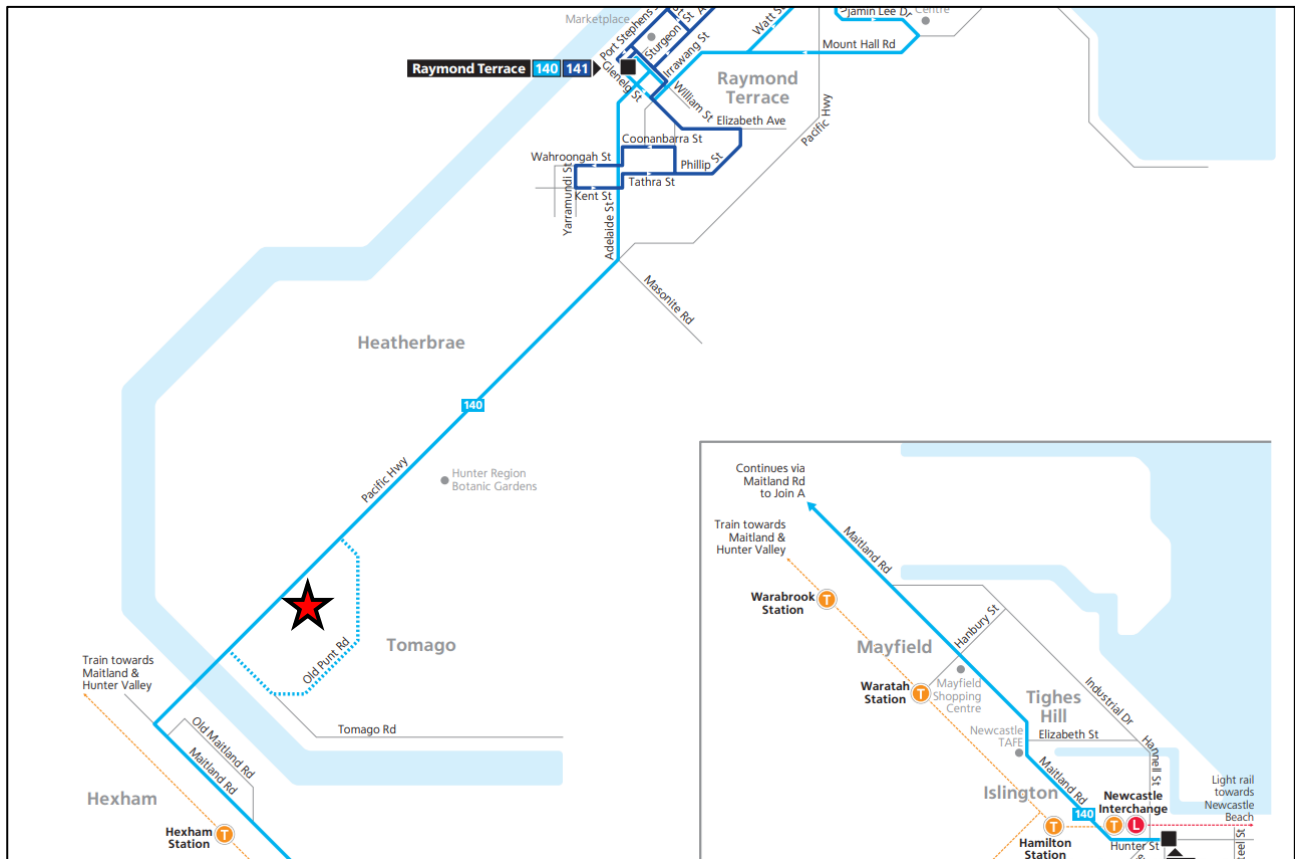 Marketplace
Port Stephens St
Sturgeon St
Watt St
jamin Lee Dr
Centre
Mount Hall Rd
Raymond Terrace 140 141
Glenelg St
Irrawang St
Raymond
Terrace
William St
Elizabeth Ave
Pacific Hwy
Coonanbarra St
Wahroongah St
Phillip St
Tathra St
Yarramundi St
Kent St
Adelaide St
Masonite Rd
Heatherbrae
140
Pacific Hwy
Hunter Region
Botanic Gardens
Old Punt Rd
Tomago
Train towards
Maitland &
Hunter Valley
Tomago Rd
Old Maitland Rd
Maitland Rd
Hexham
Hexham
Station
T
Continues via
Maitland Rd
to Join A
Train towards
Maitland &
Hunter Valley
Maitland Rd
Warabrook
Station
T
Hanbury St
Mayfield
Waratah
Station
T
Mayfield
Shopping
Centre
Industrial Dr
Tighes
Hill
Newcastle
TAFE
Elizabeth St
Hannell St
Maitland Rd
Islington
Newcastle
Interchange
T L
Light rail
towards
Newcastle
Beach
140
T
Hamilton
Station
Hunter St
eel St